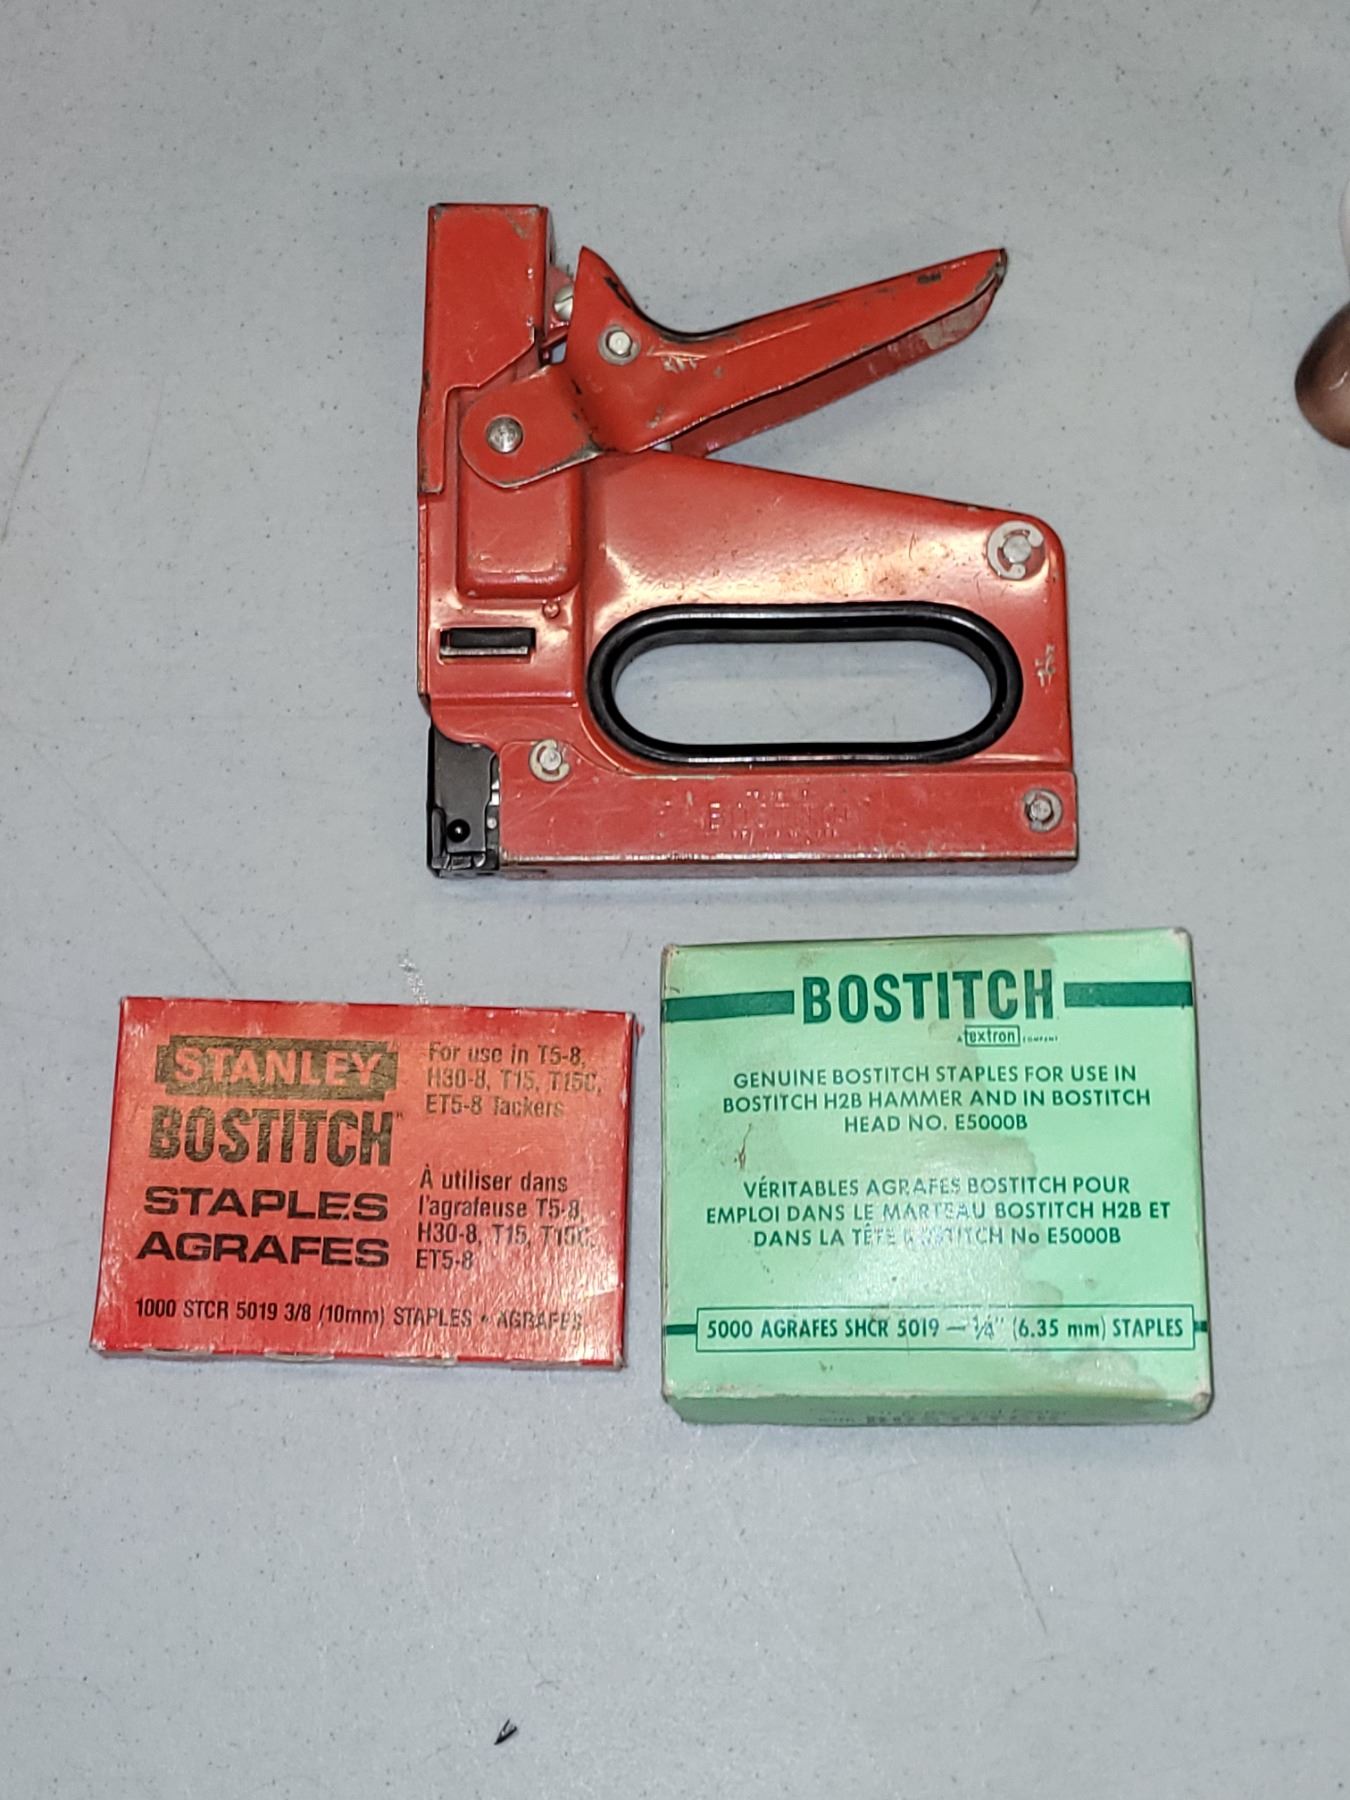 BOSTITCH
STANLEY
BOSTITCH™
STAPLES
AGRAFES
For use in T5-8,
H30-8, T15, T15C,
ET5-8 Tackers
À utiliser dans
l'agrafeuse T5-8,
H30-8, T15, T15C,
ET5-8
1000 STCR 5019 3/8 (10mm) STAPLES • AGRAFES
BOSTITCH
A textron COMPANY
GENUINE BOSTITCH STAPLES FOR USE IN
BOSTITCH H2B HAMMER AND IN BOSTITCH
HEAD NO. E5000B
VÉRITABLES AGRAFES BOSTITCH POUR
EMPLOI DANS LE MARTEAU BOSTITCH H2B ET
DANS LA TÊTE BOSTITCH No E5000B
5000 AGRAFES SHCR 5019 — 1/4" (6.35 mm) STAPLES
BOSTITCH